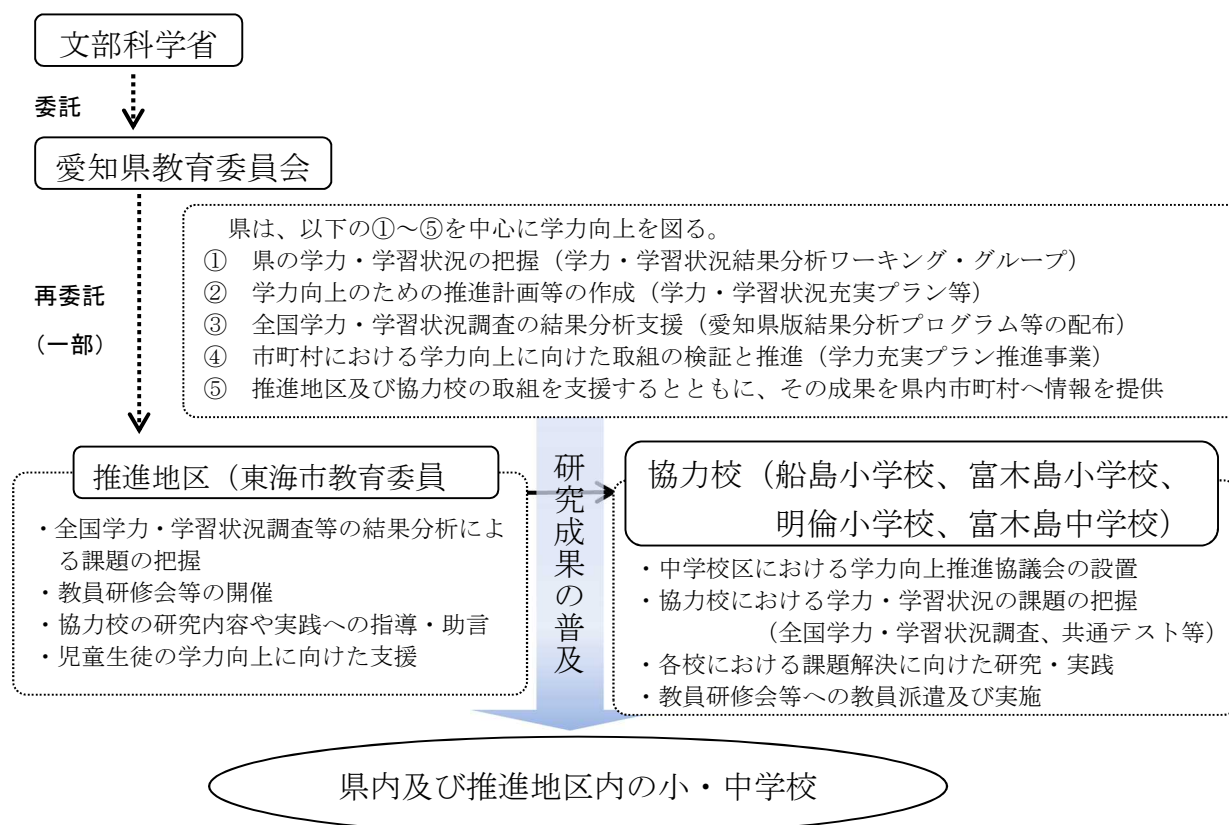 文部科学省
委託
愛知県教育委員会
再委託
（一部）
県は、以下の①～⑤を中心に学力向上を図る。
① 県の学力・学習状況の把握（学力・学習状況結果分析ワーキング・グループ）
② 学力向上のための推進計画等の作成（学力・学習状況充実プラン等）
③ 全国学力・学習状況調査の結果分析支援（愛知県版結果分析プログラム等の配布）
④ 市町村における学力向上に向けた取組の検証と推進（学力充実プラン推進事業）
⑤ 推進地区及び協力校の取組を支援するとともに、その成果を県内市町村へ情報を提供
推進地区（東海市教育委員
・全国学力・学習状況調査等の結果分析によ
る課題の把握
・教員研修会等の開催
・協力校の研究内容や実践への指導・助言
・児童生徒の学力向上に向けた支援
研究成果の普及
協力校（船島小学校、富木島小学校、
明倫小学校、富木島中学校）
・中学校区における学力向上推進協議会の設置
・協力校における学力・学習状況の課題の把握
（全国学力・学習状況調査、共通テスト等）
・各校における課題解決に向けた研究・実践
・教員研修会等への教員派遣及び実施
県内及び推進地区内の小・中学校